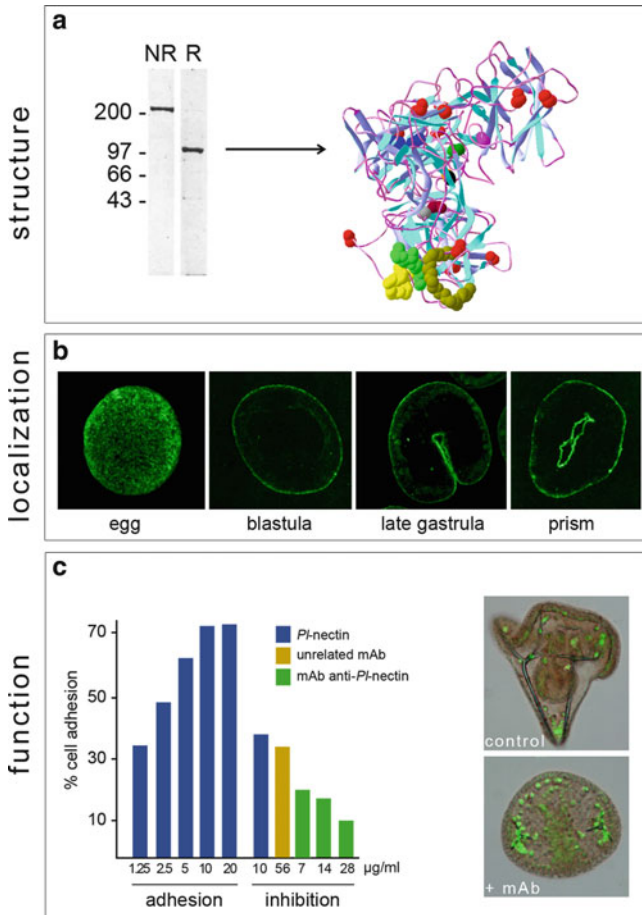 a
structure
NR R
200 -
97 -
66 -
43 -
b
localization
egg blastula late gastrula prism
c
function
% cell adhesion
70
50
30
10
Pl-nectin
unrelated mAb
mAb anti-Pl-nectin
1.25 2.5 5 10 20 10 56 7 14 28 µg/ml
adhesion inhibition
control
+ mAb